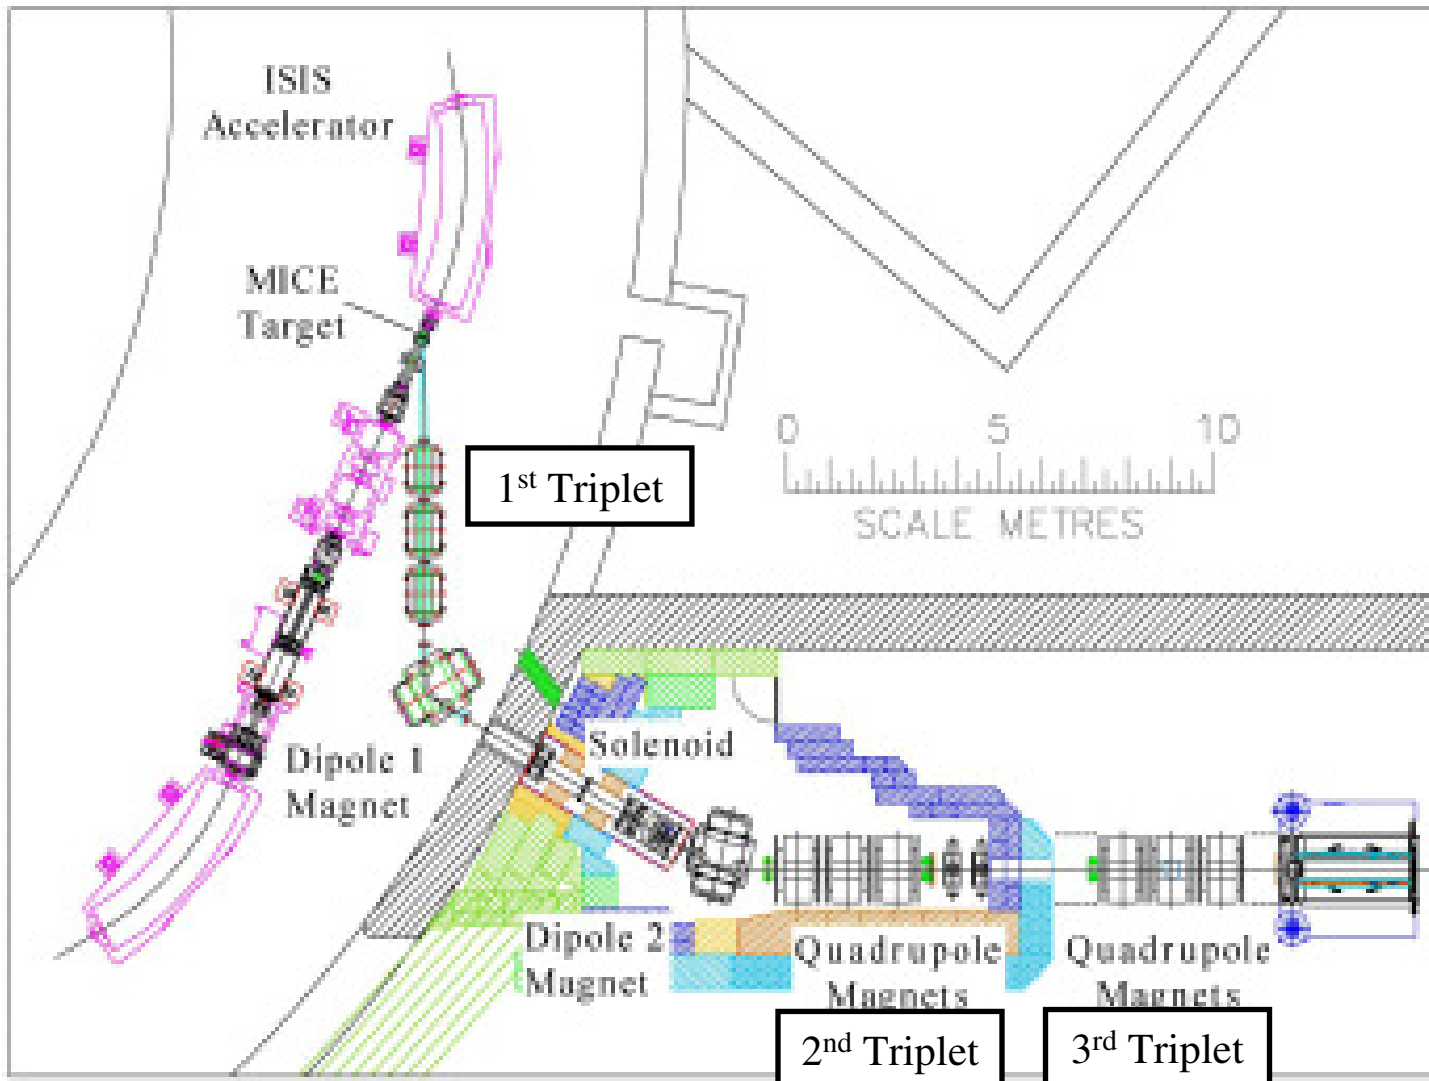 ISIS
Accelerator
MICE
Target
1st Triplet
0 5 10
SCALE METRES
Solenoid
Dipole 1
Magnet
Dipole 2
Magnet
Quadrupole
Magnets
Quadrupole
Magnets
2nd Triplet
3rd Triplet